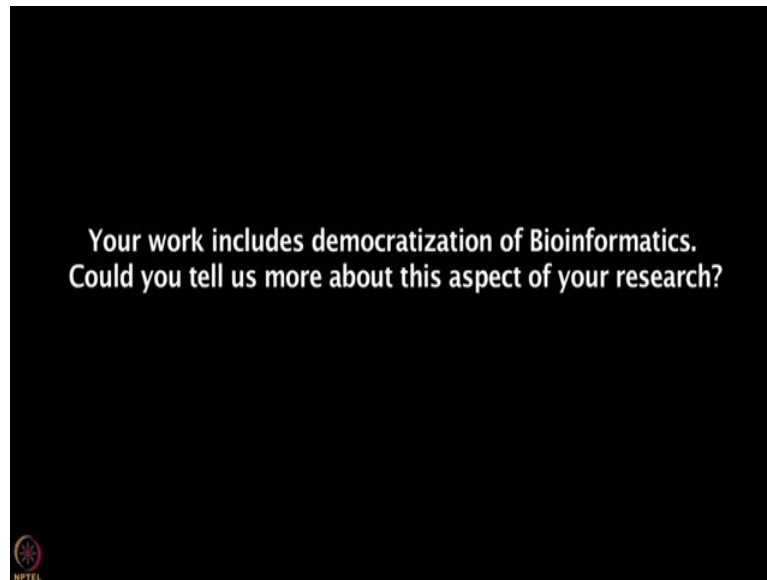 Your work includes democratization of Bioinformatics.
Could you tell us more about this aspect of your research?
NPTEL